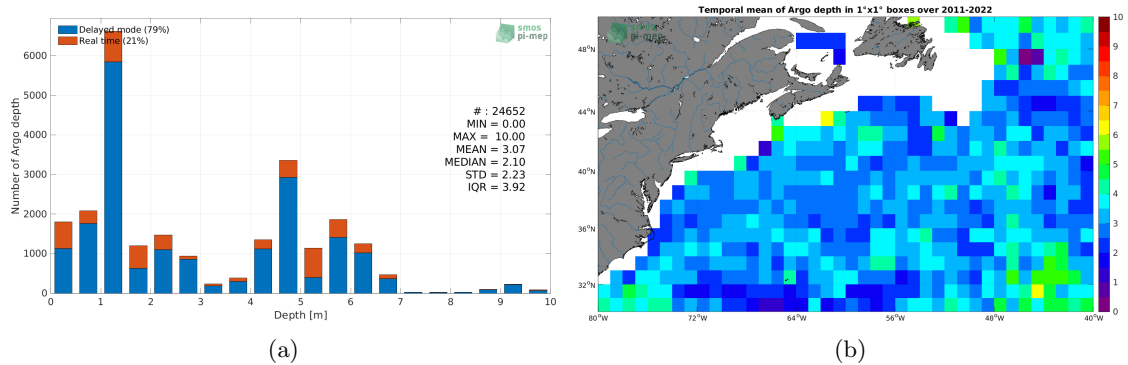 Delayed mode (79%)
Real time (21%)
smos
pi-mep
# : 24652
MIN = 0.00
MAX = 10.00
MEAN = 3.07
MEDIAN = 2.10
STD = 2.23
IQR = 3.92
Number of Argo depth
6000
5000
4000
3000
2000
1000
0
0 1 2 3 4 5 6 7 8 9 10
Depth [m]
(a)
Temporal mean of Argo depth in 1°x1° boxes over 2011-2022
smos
pi-mep
48°N
44°N
40°N
36°N
32°N
80°W 72°W 64°W 56°W 48°W 40°W
10
9
8
7
6
5
4
3
2
1
0
(b)